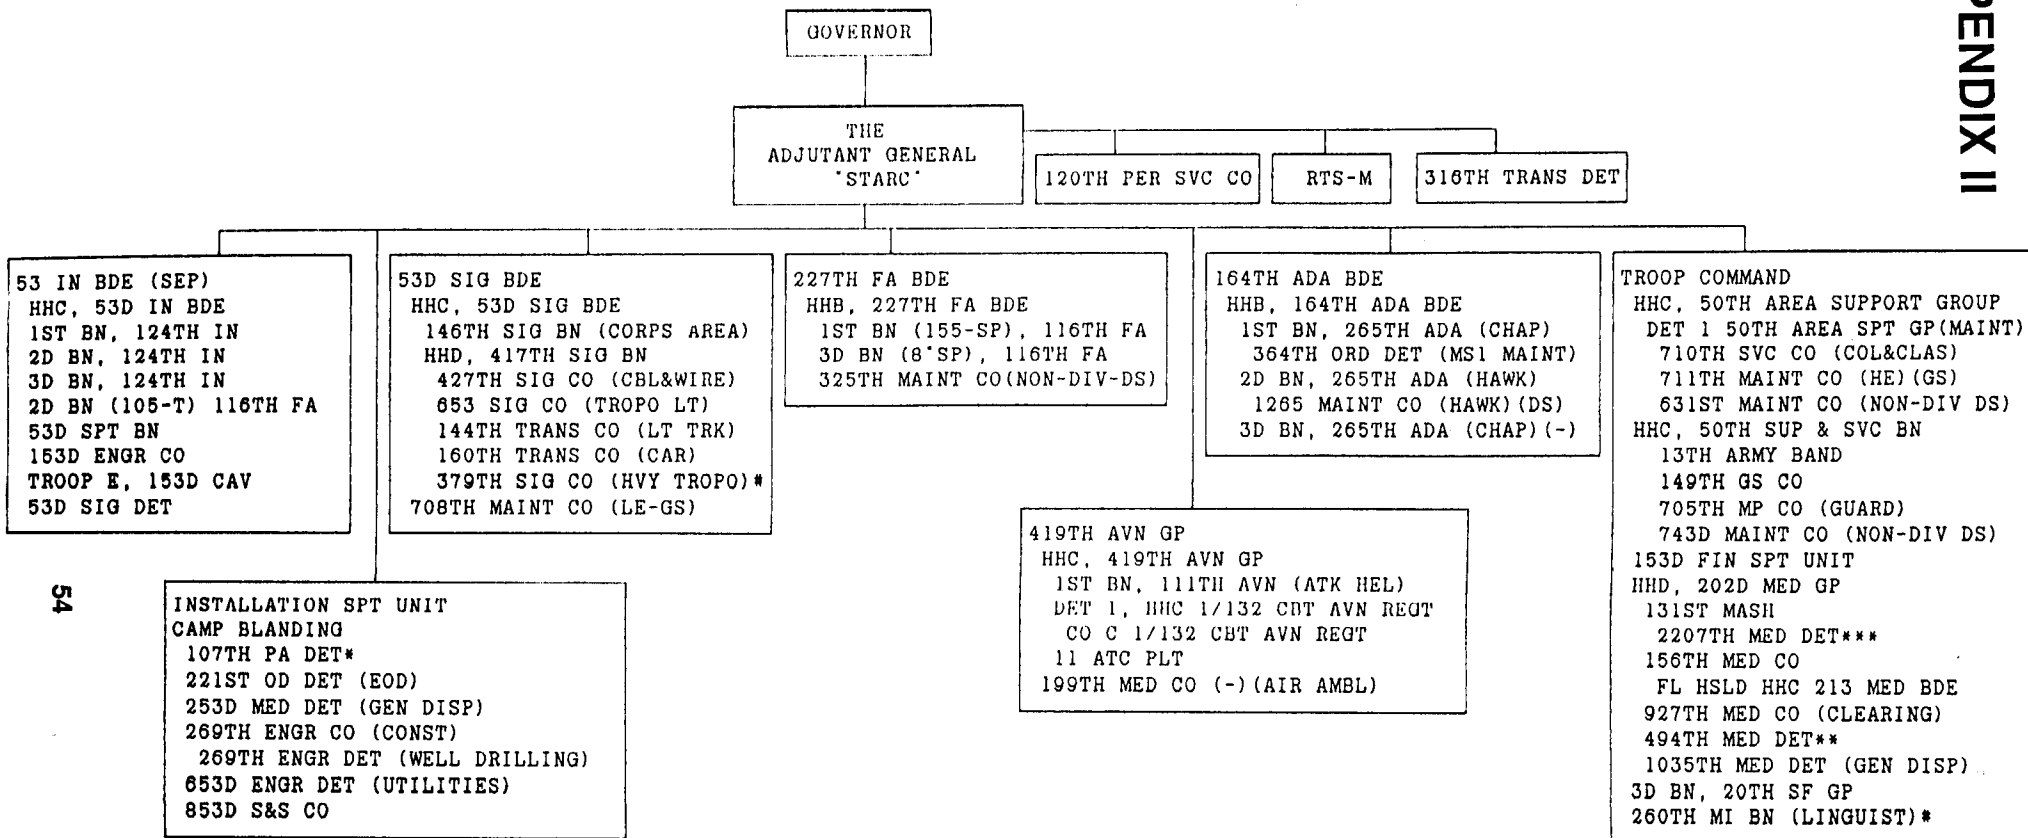 PENDIX II
GOVERNOR
THE
ADJUTANT GENERAL
"STARC"
120TH PER SVC CO
RTS-M
316TH TRANS DET
53 IN BDE (SEP)
HHC, 53D IN BDE
1ST BN, 124TH IN
2D BN, 124TH IN
3D BN, 124TH IN
2D BN (105-T) 116TH FA
53D SPT BN
153D ENGR CO
TROOP E, 153D CAV
53D SIG DET
53D SIG BDE
HHC, 53D SIG BDE
146TH SIG BN (CORPS AREA)
HHD, 417TH SIG BN
427TH SIG CO (CBL&WIRE)
653 SIG CO (TROPO LT)
144TH TRANS CO (LT TRK)
160TH TRANS CO (CAR)
379TH SIG CO (HVY TROPO)*
708TH MAINT CO (LE-GS)
227TH FA BDE
HHB, 227TH FA BDE
1ST BN (155-SP), 116TH FA
3D BN (8"SP), 116TH FA
325TH MAINT CO(NON-DIV-DS)
164TH ADA BDE
HHB, 164TH ADA BDE
1ST BN, 265TH ADA (CHAP)
364TH ORD DET (MS1 MAINT)
2D BN, 265TH ADA (HAWK)
1265 MAINT CO (HAWK)(DS)
3D BN, 265TH ADA (CHAP)(-)
TROOP COMMAND
HHC, 50TH AREA SUPPORT GROUP
DET 1 50TH AREA SPT GP(MAINT)
710TH SVC CO (COL&CLAS)
711TH MAINT CO (HE)(GS)
631ST MAINT CO (NON-DIV DS)
HHC, 50TH SUP & SVC BN
13TH ARMY BAND
149TH GS CO
705TH MP CO (GUARD)
743D MAINT CO (NON-DIV DS)
153D FIN SPT UNIT
HHD, 202D MED GP
131ST MASH
2207TH MED DET***
156TH MED CO
FL HSLD HHC 213 MED BDE
927TH MED CO (CLEARING)
494TH MED DET**
1035TH MED DET (GEN DISP)
3D BN, 20TH SF GP
260TH MI BN (LINGUIST)*
INSTALLATION SPT UNIT
CAMP BLANDING
107TH PA DET*
221ST OD DET (EOD)
253D MED DET (GEN DISP)
269TH ENGR CO (CONST)
269TH ENGR DET (WELL DRILLING)
653D ENGR DET (UTILITIES)
853D S&S CO
419TH AVN GP
HHC, 419TH AVN GP
1ST BN, 111TH AVN (ATK HEL)
DET 1, HHC 1/132 CBT AVN REGT
CO C 1/132 CBT AVN REGT
11 ATC PLT
199TH MED CO (-)(AIR AMBL)
54